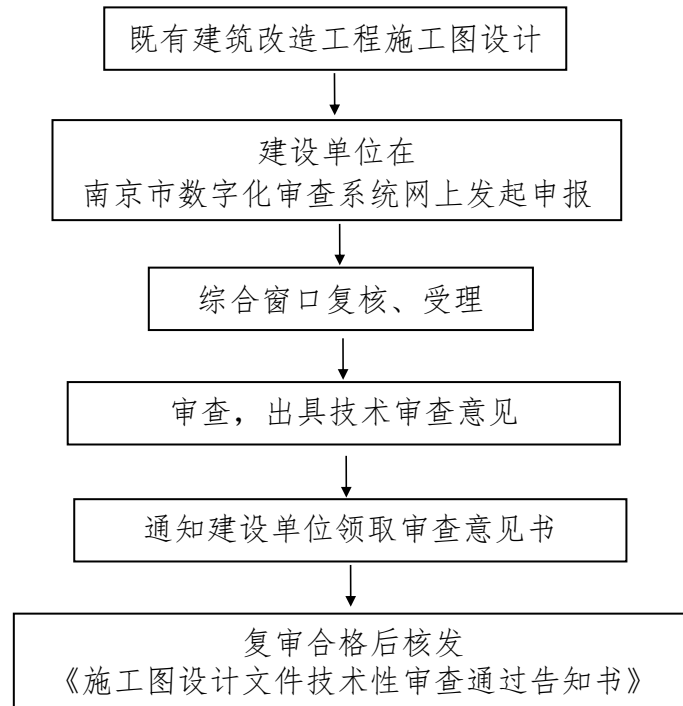 既有建筑改造工程施工图设计
建设单位在
南京市数字化审查系统网上发起申报
综合窗口复核、受理
审查，出具技术审查意见
通知建设单位领取审查意见书
复审合格后核发
《施工图设计文件技术性审查通过告知书》